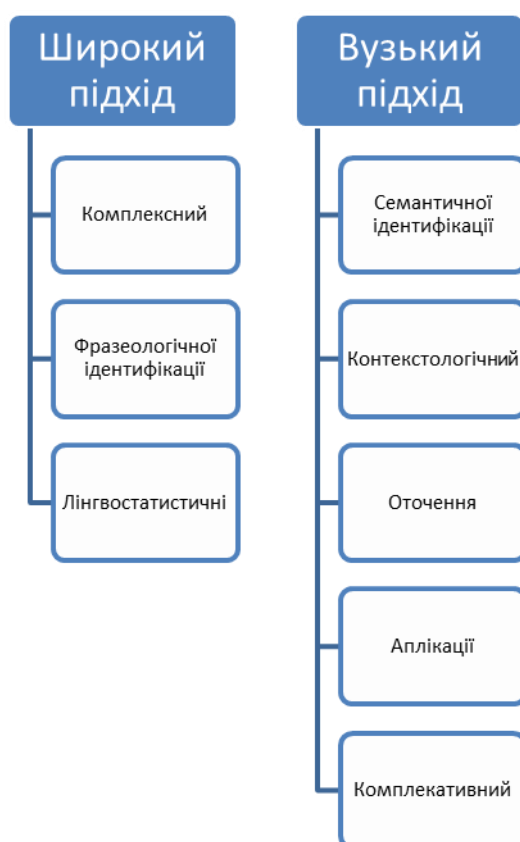 Широкий
підхід
Комплексний
Фразеологічної
ідентифікації
Лінгвостатистичні
Вузький
підхід
Семантичної
ідентифікації
Контекстологічний
Оточення
Аплікації
Комплекативний